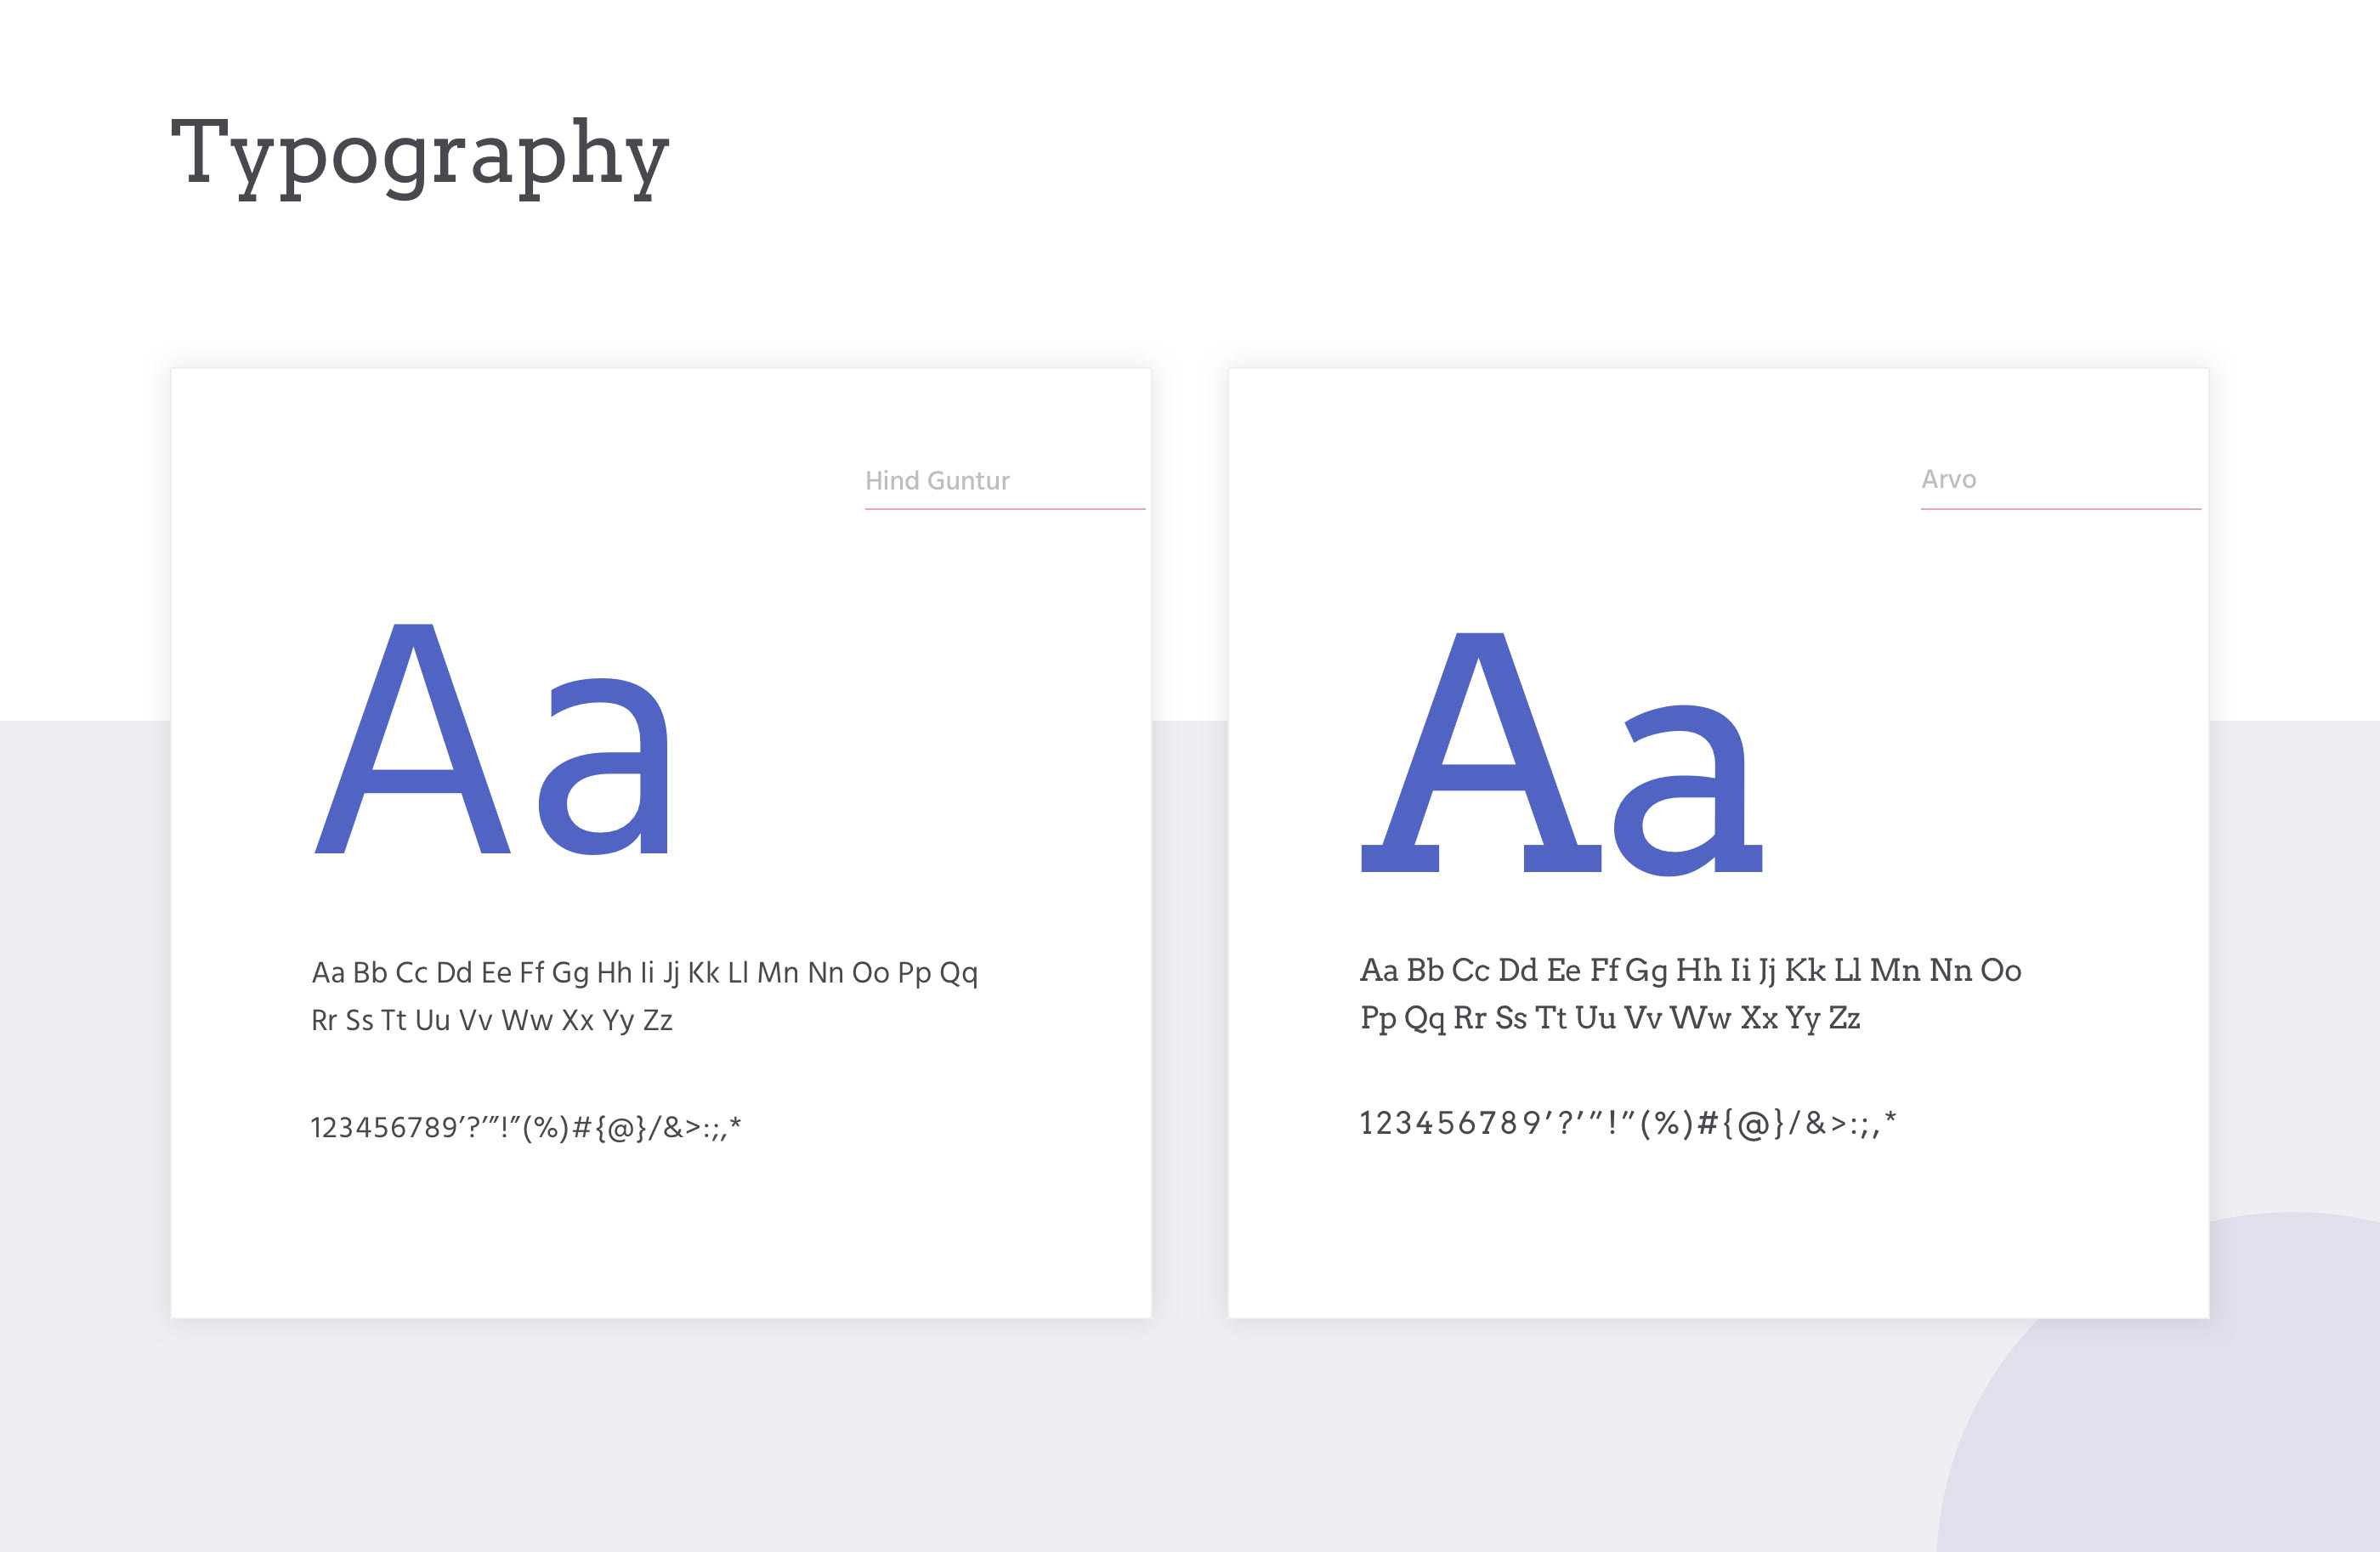 Typography
Hind Guntur
Aa
Aa Bb Cc Dd Ee Ff Gg Hh Ii Jj Kk Ll Mn Nn Oo Pp Qq
Rr Ss Tt Uu Vv Ww Xx Yy Zz
123456789’?’”!”(%)#{@}/&>:;,*
Arvo
Aa
Aa Bb Cc Dd Ee Ff Gg Hh Ii Jj Kk Ll Mn Nn Oo
Pp Qq Rr Ss Tt Uu Vv Ww Xx Yy Zz
123456789’?’”!”(%)#{@}/&>:;,*